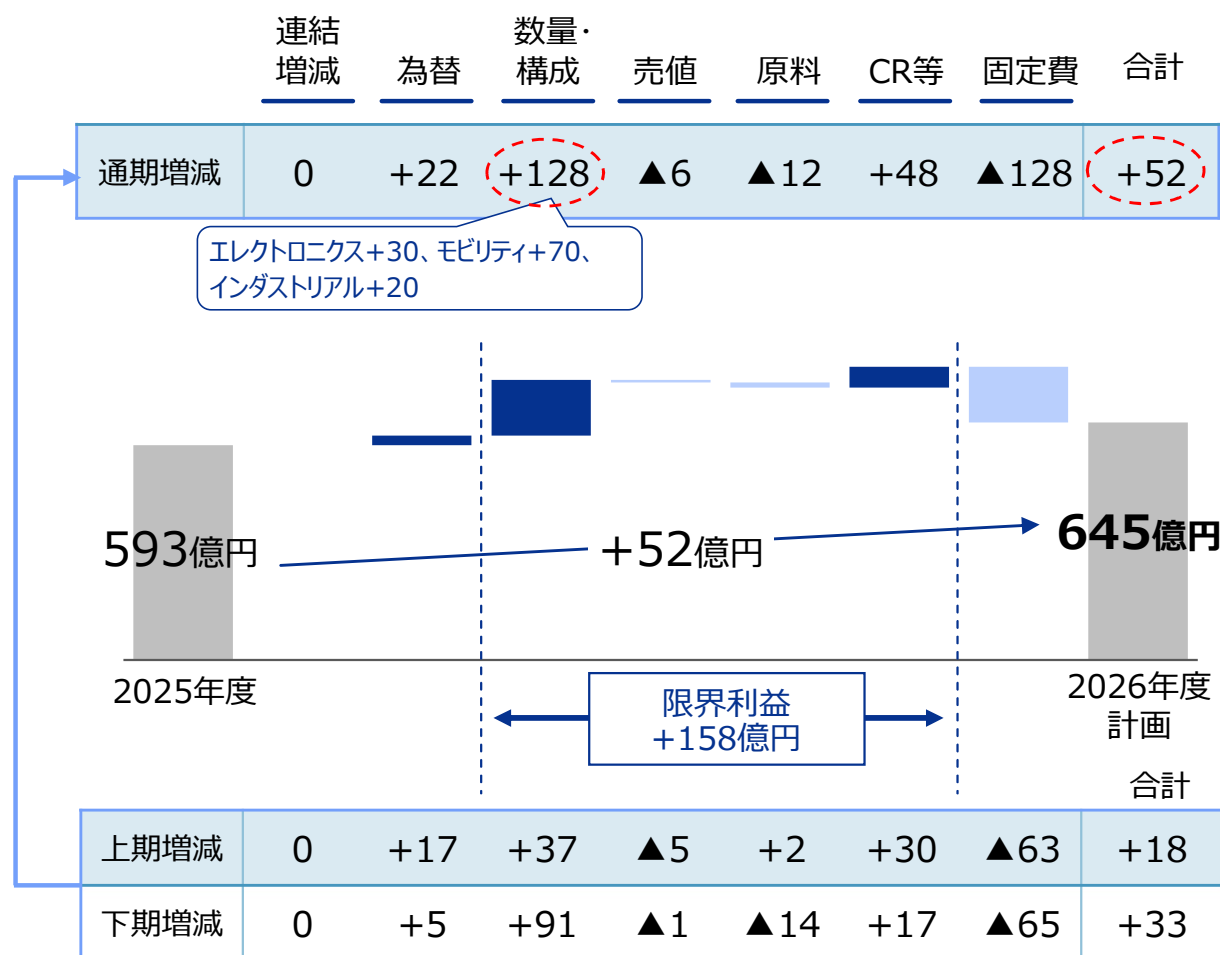 連結増減 為替 数量・構成 売値 原料 CR等 固定費 合計
通期増減 0 +22 +128 ▲6 ▲12 +48 ▲128 +52
エレクトロニクス+30、モビリティ+70、
インダストリアル+20
593億円 +52億円 645億円
2025年度
2026年度
計画
限界利益
+158億円
合計
上期増減 0 +17 +37 ▲5 +2 +30 ▲63 +18
下期増減 0 +5 +91 ▲1 ▲14 +17 ▲65 +33